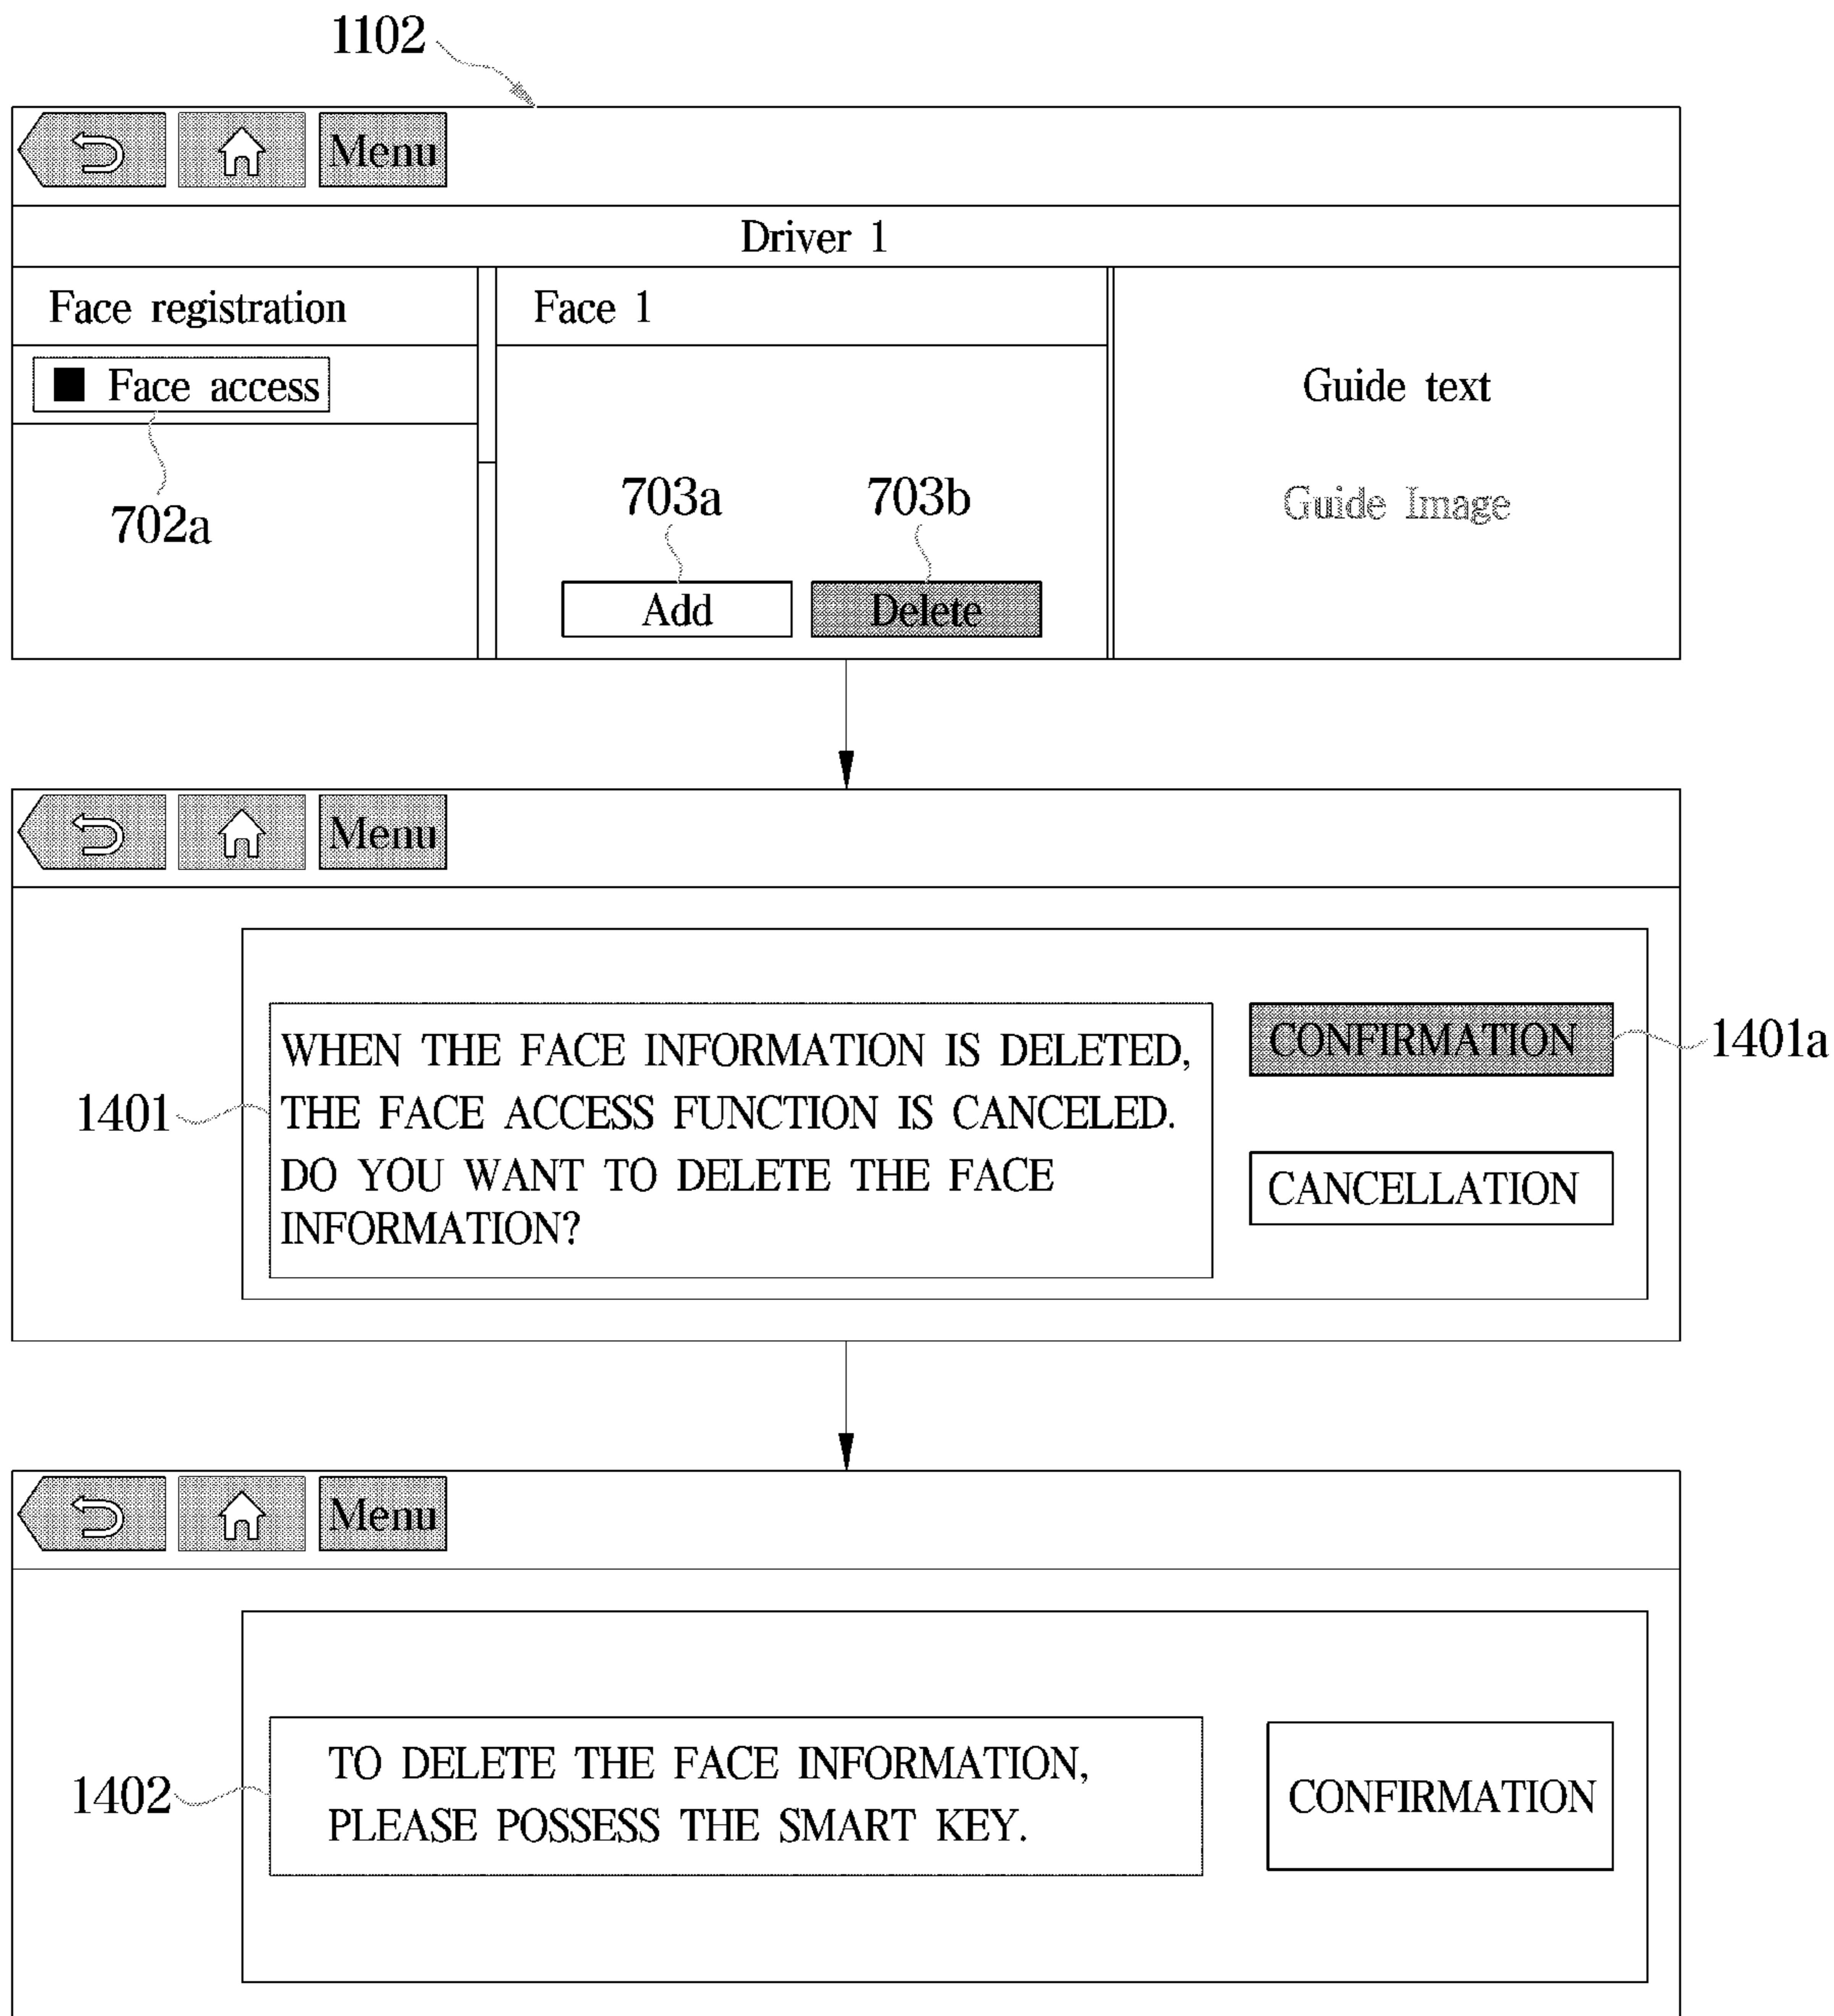 1102
Menu
Driver 1
Face registration
Face 1
Face access
Guide text
702a
703a
703b
Guide Image
Add
Delete
Menu
WHEN THE FACE INFORMATION IS DELETED,
THE FACE ACCESS FUNCTION IS CANCELED.
DO YOU WANT TO DELETE THE FACE
INFORMATION?
1401
CONFIRMATION
1401a
CANCELLATION
Menu
TO DELETE THE FACE INFORMATION,
PLEASE POSSESS THE SMART KEY.
1402
CONFIRMATION